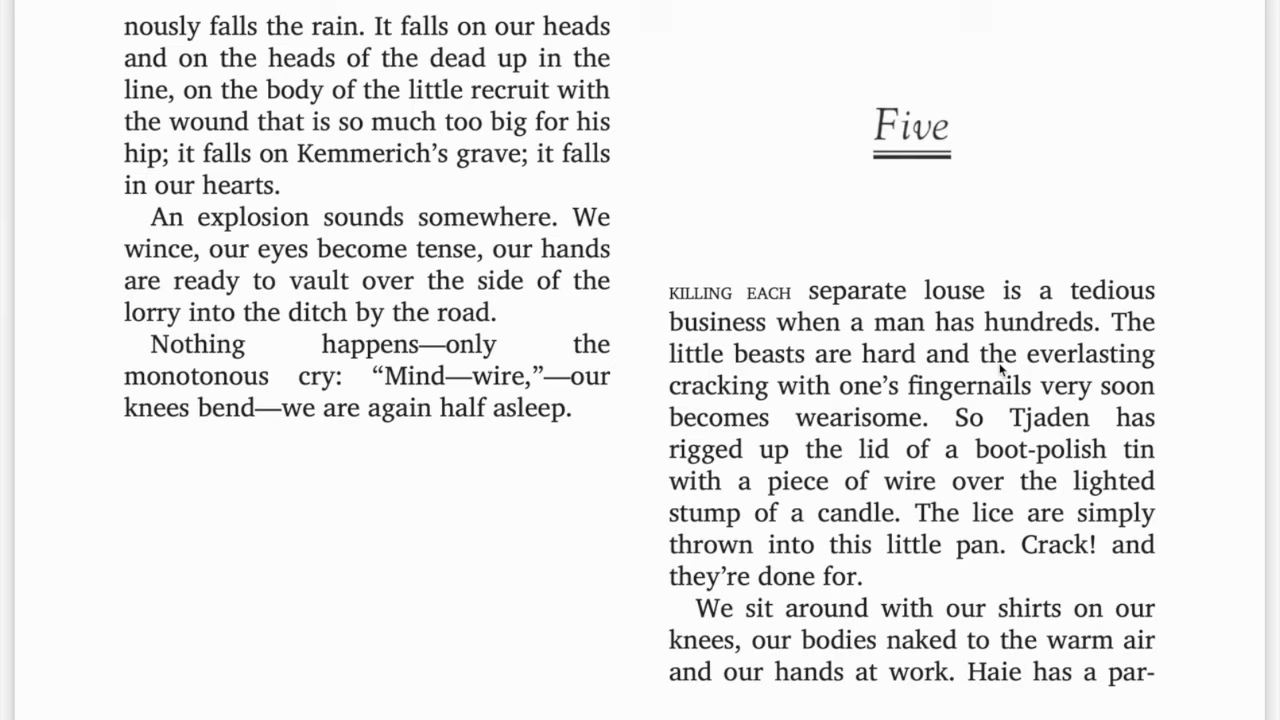 nously falls the rain. It falls on our heads
and on the heads of the dead up in the
line, on the body of the little recruit with
the wound that is so much too big for his
hip; it falls on Kemmerich’s grave; it falls
in our hearts.
An explosion sounds somewhere. We
wince, our eyes become tense, our hands
are ready to vault over the side of the
lorry into the ditch by the road.
Nothing happens—only the
monotonous cry: “Mind—wire,”—our
knees bend—we are again half asleep.
Five
KILLING EACH separate louse is a tedious
business when a man has hundreds. The
little beasts are hard and the everlasting
cracking with one’s fingernails very soon
becomes wearisome. So Tjaden has
rigged up the lid of a boot-polish tin
with a piece of wire over the lighted
stump of a candle. The lice are simply
thrown into this little pan. Crack! and
they’re done for.
We sit around with our shirts on our
knees, our bodies naked to the warm air
and our hands at work. Haie has a par-